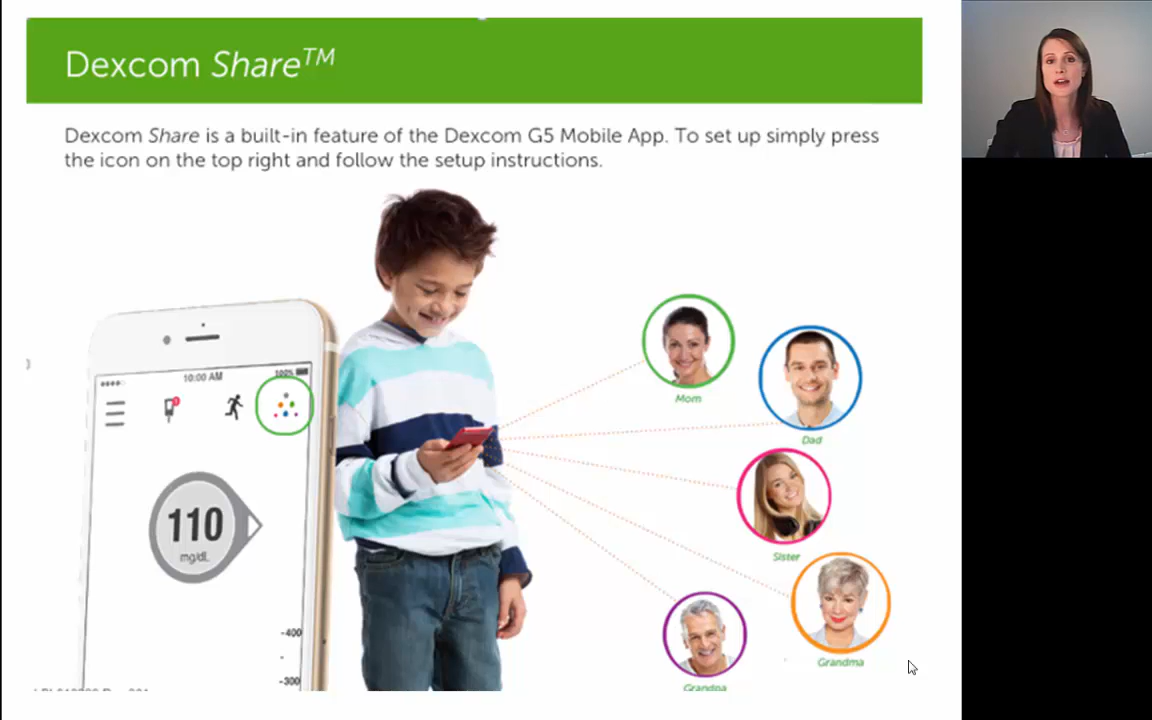 Dexcom Share™
Dexcom Share is a built-in feature of the Dexcom G5 Mobile App. To set up simply press
the icon on the top right and follow the setup instructions.
10:00 AM
100%
110
mg/dL
-400
-300
Mom
Dad
Sister
Grandma
Grandpa